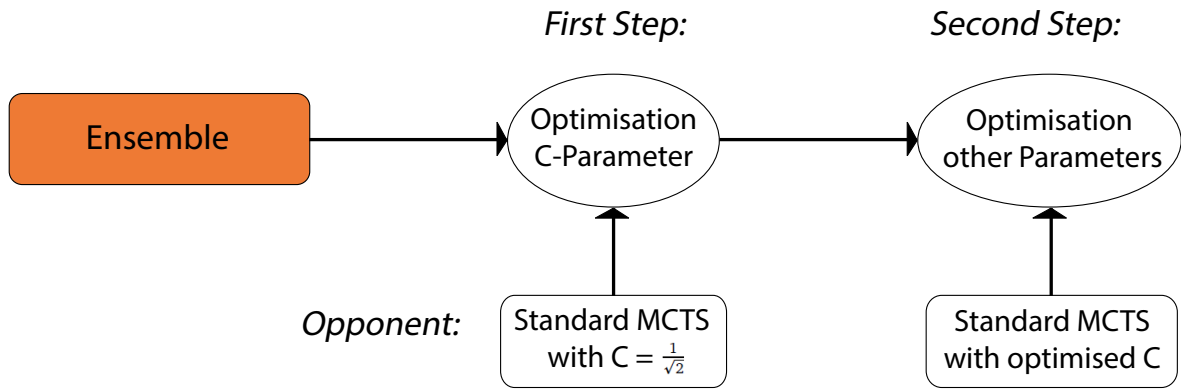 First Step:
Second Step:
Ensemble
Optimisation
C-Parameter
Optimisation
other Parameters
Opponent:
Standard MCTS
with C = 1/√2
Standard MCTS
with optimised C